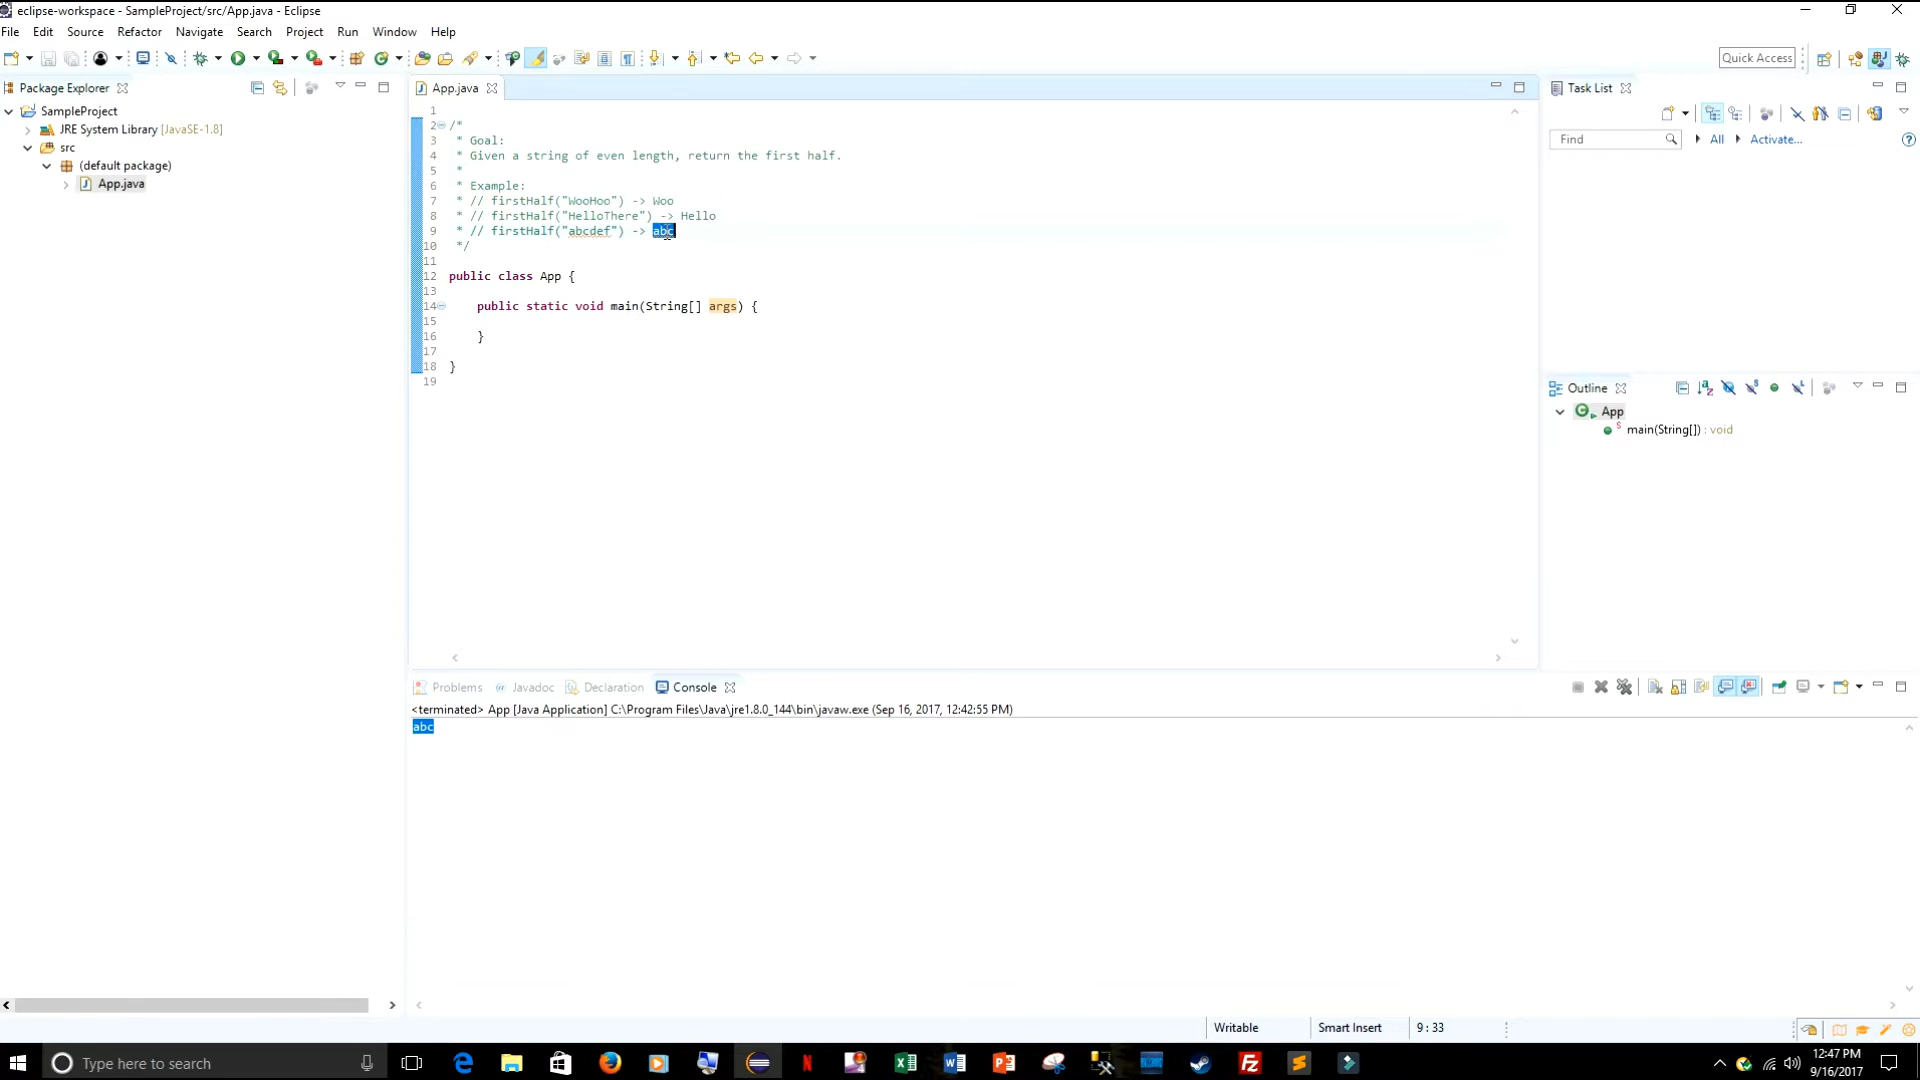 eclipse-workspace - SampleProject/src/App.java - Eclipse
File Edit Source Refactor Navigate Search Project Run Window Help
Quick Access
Package Explorer
SampleProject
JRE System Library [JavaSE-1.8]
src
(default package)
App.java
App.java
1
2 /*
3 * Goal:
4 * Given a string of even length, return the first half.
5 *
6 * Example:
7 * // firstHalf("WooHoo") -> Woo
8 * // firstHalf("HelloThere") -> Hello
9 * // firstHalf("abcdef") -> abc
10 */
11
12 public class App {
13
14 public static void main(String[] args) {
15
16 }
17
18 }
19
Task List
Find All Activate...
Outline
App
main(String[]) : void
Problems Javadoc Declaration Console
<terminated> App [Java Application] C:\Program Files\Java\jre1.8.0_144\bin\javaw.exe (Sep 16, 2017, 12:42:55 PM)
abc
Writable Smart Insert 9 : 33
Type here to search
12:47 PM
9/16/2017